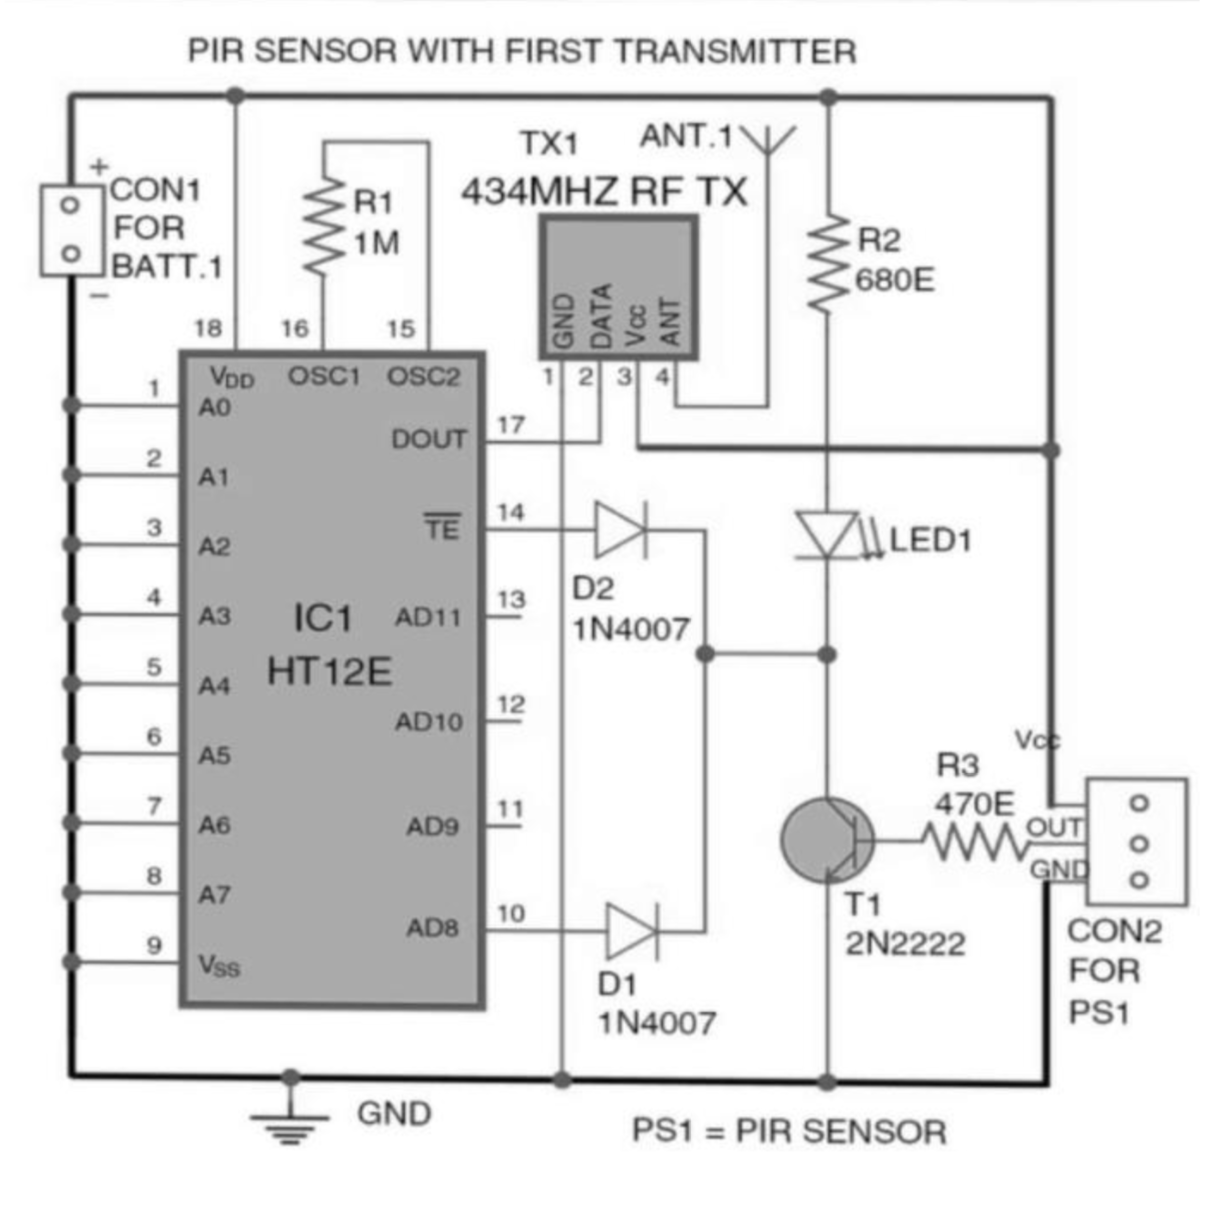 PIR SENSOR WITH FIRST TRANSMITTER
+
CON1
FOR
BATT.1
−
R1
1M
TX1
434MHZ RF TX
ANT.1
GND
DATA
Vcc
ANT
1
2
3
4
R2
680E
18
16
15
VDD
OSC1
OSC2
1
A0
2
A1
3
A2
4
A3
5
A4
6
A5
7
A6
8
A7
9
VSS
IC1
HT12E
DOUT
17
TE
14
AD11
13
AD10
12
AD9
11
AD8
10
D2
1N4007
D1
1N4007
LED1
T1
2N2222
R3
470E
Vcc
OUT
GND
CON2
FOR
PS1
GND
PS1 = PIR SENSOR